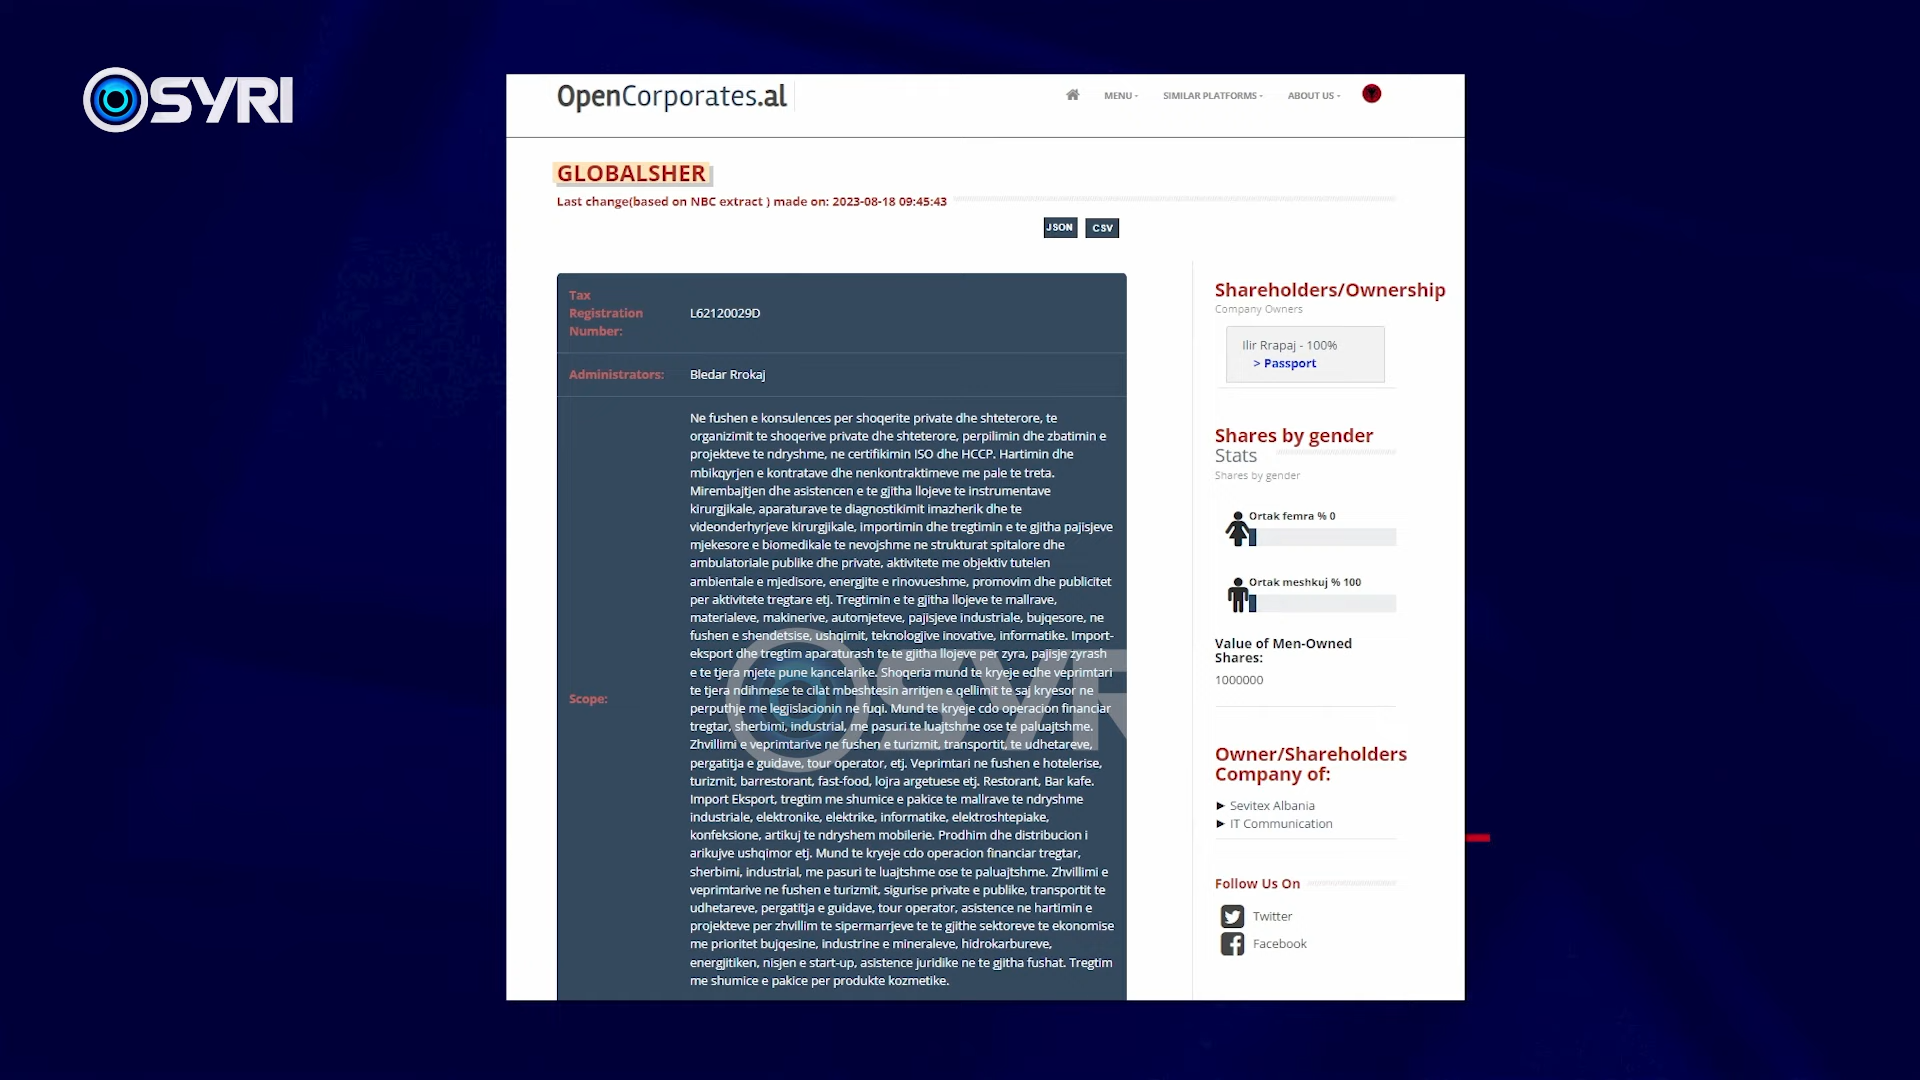 SYRI
OpenCorporates.al
MENU
SIMILAR PLATFORMS
ABOUT US
GLOBALSHER
Last change(based on NBC extract ) made on: 2023-08-18 09:45:43
JSON
CSV
Tax
Registration
Number:
L62120029D
Administrators:
Bledar Rrokaj
Scope:
Ne fushen e konsulences per shoqerite private dhe shteterore, te
organizimit te shoqerive private dhe shteterore, perpilimin dhe zbatimin e
projekteve te ndryshme, ne certifikimin ISO dhe HCCP. Hartimin dhe
mbikqyrjen e kontratave dhe nenkontraktimeve me pale te treta.
Mirembajtjen dhe asistencen e te gjitha llojeve te instrumentave
kirurgjikale, aparaturave te diagnostikimit imazherik dhe te
videonderhyrjeve kirurgjikale, importimin dhe tregtimin e te gjitha pajisjeve
mjekesore e biomedikale te nevojshme ne strukturat spitalore dhe
ambulatoriale publike dhe private, aktivitete me objektiv tutelen
ambientale e mjedisore, energjite e rinovueshme, promovim dhe publicitet
per aktivitete tregtare etj. Tregtimin e te gjitha llojeve te mallrave,
materialeve, makinerive, automjeteve, pajisjeve industriale, bujqesore, ne
fushen e shendetsise, ushqimit, teknologjive inovative, informatike. Import-
eksport dhe tregtim aparaturash te te gjitha llojeve per zyra, pajisje zyrash
e te tjera mjete pune kancelarike. Shoqeria mund te kryeje edhe veprimtari
te tjera ndihmese te cilat mbeshtesin arritjen e qellimit te saj kryesor ne
perputhje me legjislacionin ne fuqi. Mund te kryeje cdo operacion financiar
tregtar, sherbimi, industrial, me pasuri te luajtshme ose te paluajtshme.
Zhvillimi e veprimtarive ne fushen e turizmit, transportit, te udhetareve,
pergatitja e guidave, tour operator, etj. Veprimtari ne fushen e hotelerise,
turizmit, barrestorant, fast-food, lojra argetuese etj. Restorant, Bar kafe.
Import Eksport, tregtim me shumice e pakice te mallrave te ndryshme
industriale, elektronike, elektrike, informatike, elektroshtepiake,
konfeksione, artikuj te ndryshem mobilerie. Prodhim dhe distribucion i
arikujve ushqimor etj. Mund te kryeje cdo operacion financiar tregtar,
sherbimi, industrial, me pasuri te luajtshme ose te paluajtshme. Zhvillimi e
veprimtarive ne fushen e turizmit, sigurise private e publike, transportit te
udhetareve, pergatitja e guidave, tour operator, asistence ne hartimin e
projekteve per zhvillim te sipermarrjeve te te gjithe sektoreve te ekonomise
me prioritet bujqesine, industrine e mineraleve, hidrokarbureve,
energjitiken, nisjen e start-up, asistence juridike ne te gjitha fushat. Tregtim
me shumice e pakice per produkte kozmetike.
SYRI
Shareholders/Ownership
Company Owners
Ilir Rrapaj - 100%
> Passport
Shares by gender
Stats
Shares by gender
Ortak femra % 0
Ortak meshkuj % 100
Value of Men-Owned
Shares:
1000000
Owner/Shareholders
Company of:
Sevitex Albania
IT Communication
Follow Us On
Twitter
Facebook